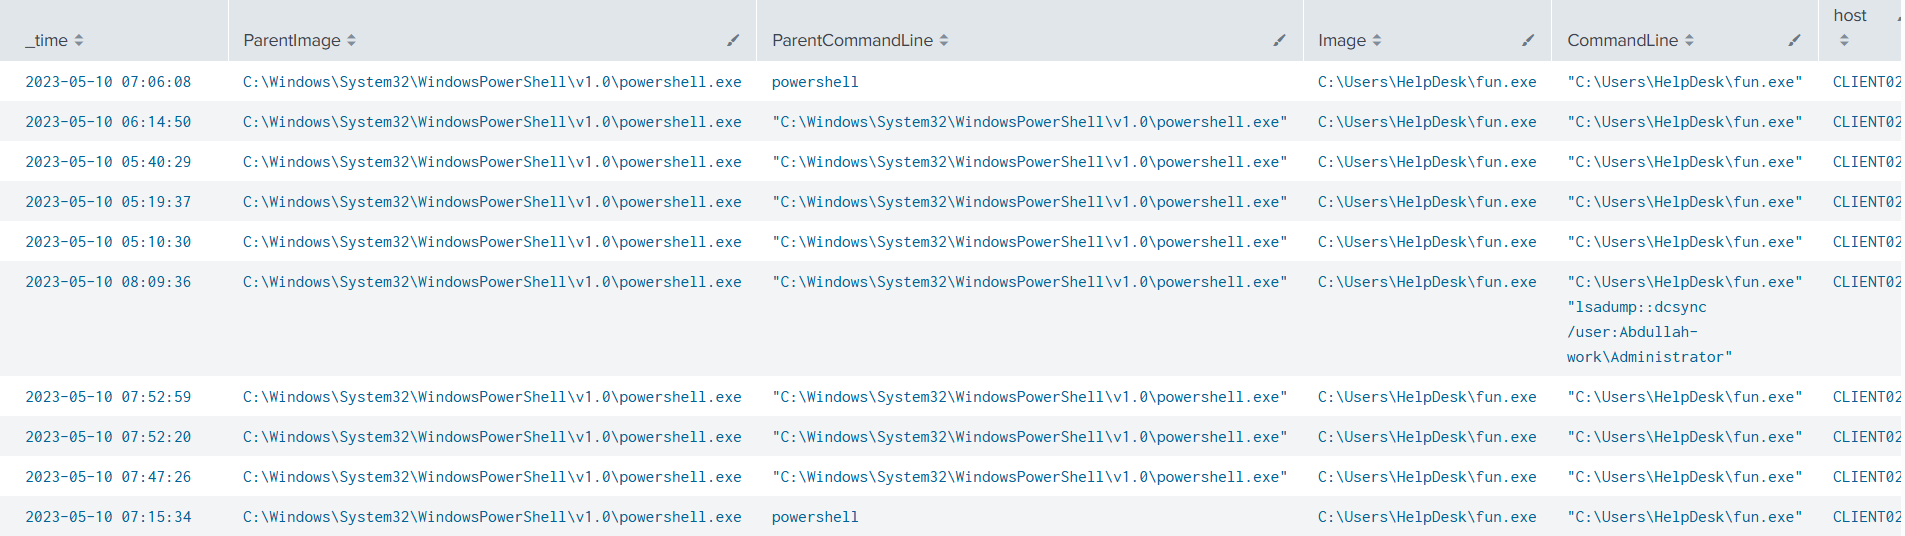 host
_time ParentImage ParentCommandLine Image CommandLine
2023-05-10 07:06:08 C:\Windows\System32\WindowsPowerShell\v1.0\powershell.exe powershell C:\Users\HelpDesk\fun.exe "C:\Users\HelpDesk\fun.exe" CLIENT02
2023-05-10 06:14:50 C:\Windows\System32\WindowsPowerShell\v1.0\powershell.exe "C:\Windows\System32\WindowsPowerShell\v1.0\powershell.exe" C:\Users\HelpDesk\fun.exe "C:\Users\HelpDesk\fun.exe" CLIENT02
2023-05-10 05:40:29 C:\Windows\System32\WindowsPowerShell\v1.0\powershell.exe "C:\Windows\System32\WindowsPowerShell\v1.0\powershell.exe" C:\Users\HelpDesk\fun.exe "C:\Users\HelpDesk\fun.exe" CLIENT02
2023-05-10 05:19:37 C:\Windows\System32\WindowsPowerShell\v1.0\powershell.exe "C:\Windows\System32\WindowsPowerShell\v1.0\powershell.exe" C:\Users\HelpDesk\fun.exe "C:\Users\HelpDesk\fun.exe" CLIENT02
2023-05-10 05:10:30 C:\Windows\System32\WindowsPowerShell\v1.0\powershell.exe "C:\Windows\System32\WindowsPowerShell\v1.0\powershell.exe" C:\Users\HelpDesk\fun.exe "C:\Users\HelpDesk\fun.exe" CLIENT02
2023-05-10 08:09:36 C:\Windows\System32\WindowsPowerShell\v1.0\powershell.exe "C:\Windows\System32\WindowsPowerShell\v1.0\powershell.exe" C:\Users\HelpDesk\fun.exe "C:\Users\HelpDesk\fun.exe" CLIENT02
"lsadump::dcsync
/user:Abdullah-
work\Administrator"
2023-05-10 07:52:59 C:\Windows\System32\WindowsPowerShell\v1.0\powershell.exe "C:\Windows\System32\WindowsPowerShell\v1.0\powershell.exe" C:\Users\HelpDesk\fun.exe "C:\Users\HelpDesk\fun.exe" CLIENT02
2023-05-10 07:52:20 C:\Windows\System32\WindowsPowerShell\v1.0\powershell.exe "C:\Windows\System32\WindowsPowerShell\v1.0\powershell.exe" C:\Users\HelpDesk\fun.exe "C:\Users\HelpDesk\fun.exe" CLIENT02
2023-05-10 07:47:26 C:\Windows\System32\WindowsPowerShell\v1.0\powershell.exe "C:\Windows\System32\WindowsPowerShell\v1.0\powershell.exe" C:\Users\HelpDesk\fun.exe "C:\Users\HelpDesk\fun.exe" CLIENT02
2023-05-10 07:15:34 C:\Windows\System32\WindowsPowerShell\v1.0\powershell.exe powershell C:\Users\HelpDesk\fun.exe "C:\Users\HelpDesk\fun.exe" CLIENT02